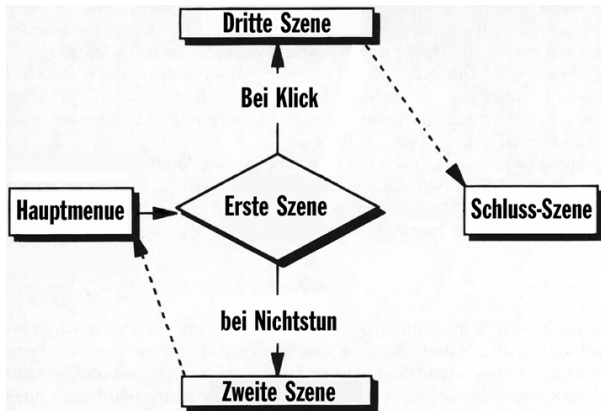 Dritte Szene
Bei Klick
Hauptmenue
Erste Szene
Schluss-Szene
bei Nichtstun
Zweite Szene